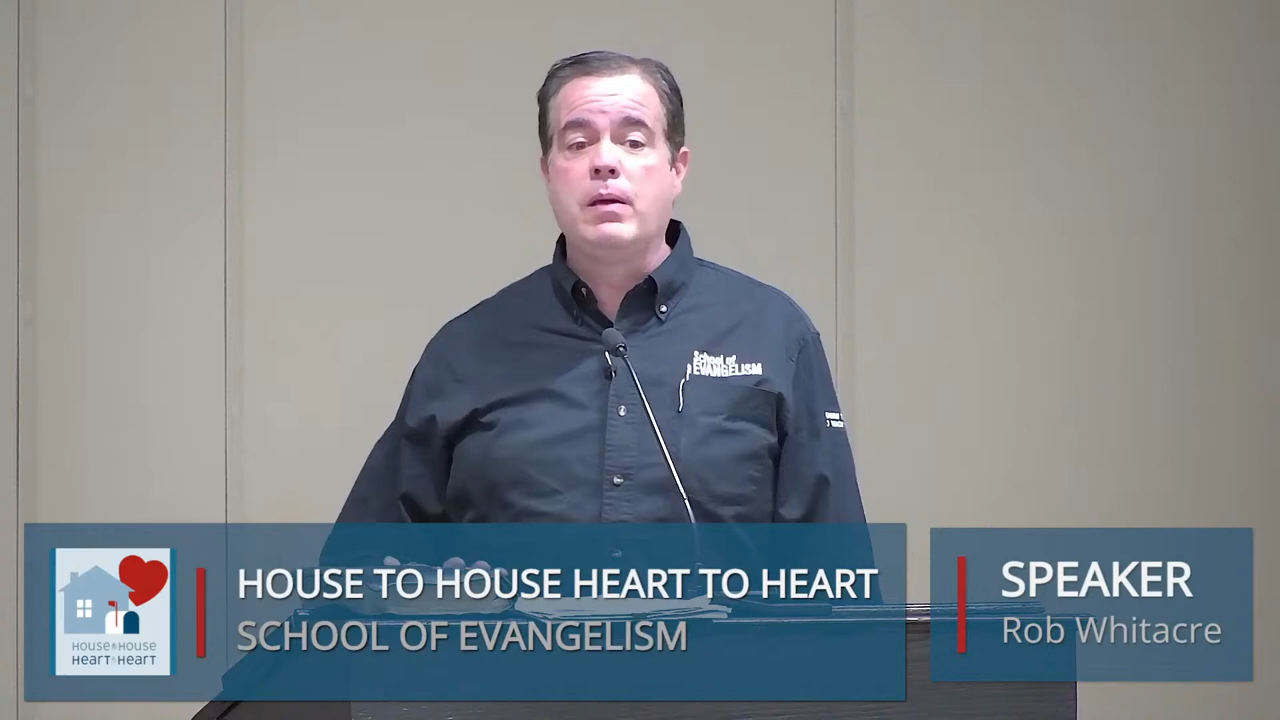 School of
EVANGELISM
HOUSE TO HOUSE HEART TO HEART
SCHOOL OF EVANGELISM
HOUSE TO HOUSE
HEART TO HEART
SPEAKER
Rob Whitacre